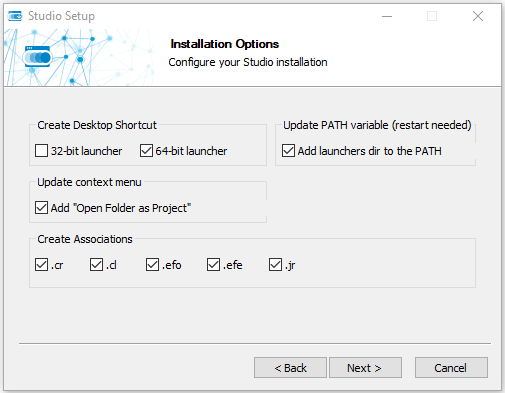 Studio Setup
Installation Options
Configure your Studio installation
Create Desktop Shortcut
32-bit launcher
64-bit launcher
Update PATH variable (restart needed)
Add launchers dir to the PATH
Update context menu
Add "Open Folder as Project"
Create Associations
.cr .cl .efo .efe .jr
< Back Next > Cancel